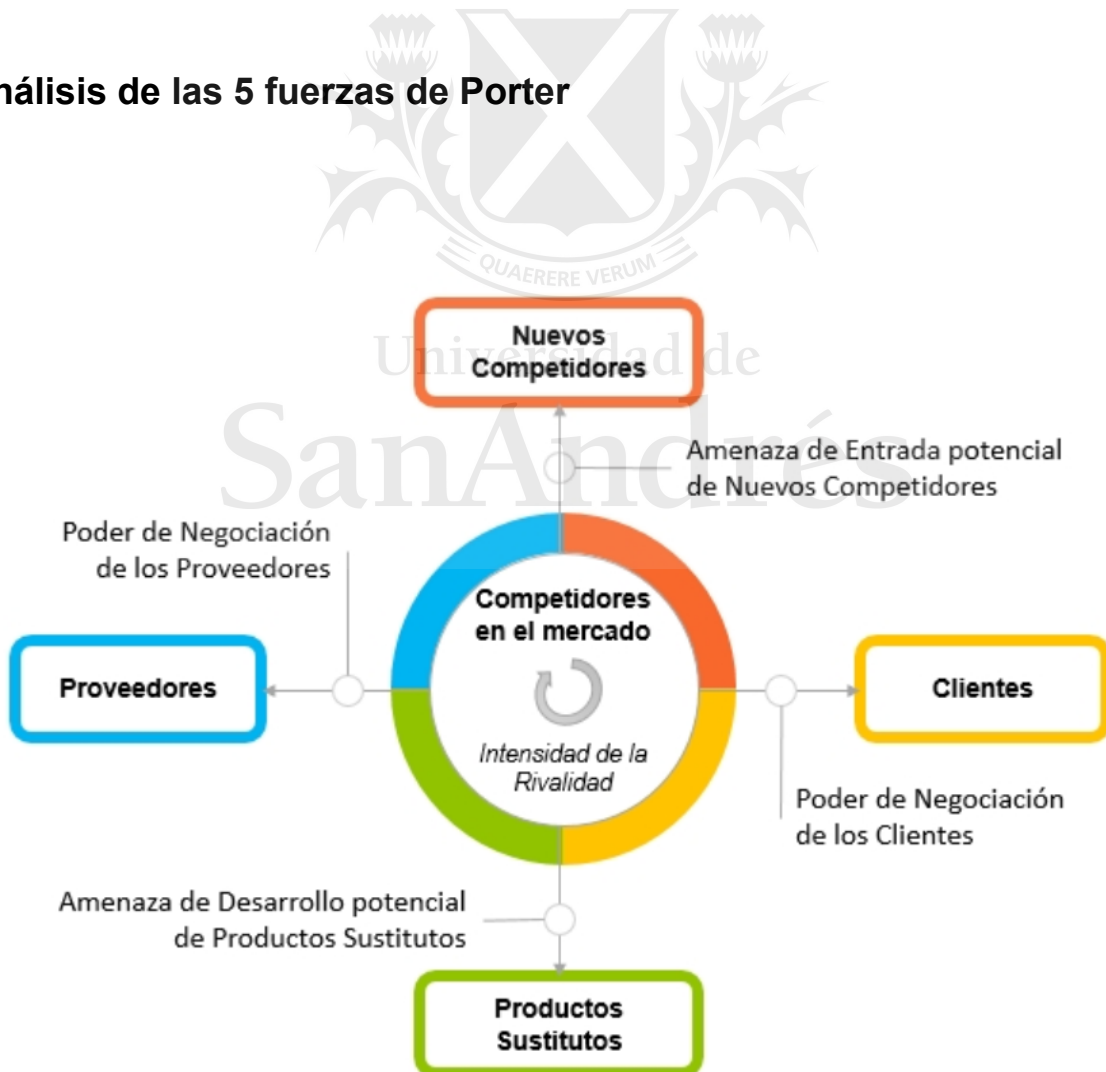 nálisis de las 5 fuerzas de Porter
QUAERERE VERUM
Universidad de
SanAndrés
Nuevos
Competidores
Amenaza de Entrada potencial
de Nuevos Competidores
Poder de Negociación
de los Proveedores
Competidores
en el mercado
Proveedores
Clientes
Intensidad de la
Rivalidad
Poder de Negociación
de los Clientes
Amenaza de Desarrollo potencial
de Productos Sustitutos
Productos
Sustitutos